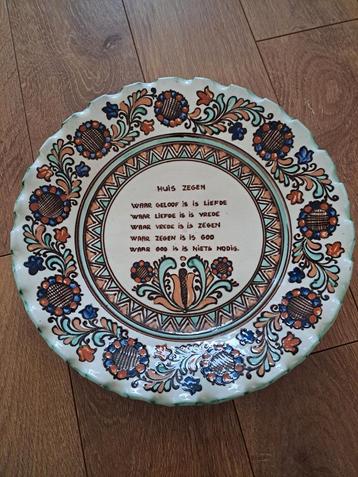 HUIS ZEGEN
WAAR GELOOF IS IS LIEFDE
WAAR LIEFDE IS IS VREDE
WAAR VREDE IS IS ZEGEN
WAAR ZEGEN IS IS GOD
WAAR GOD IS IS NIETS NODIG.